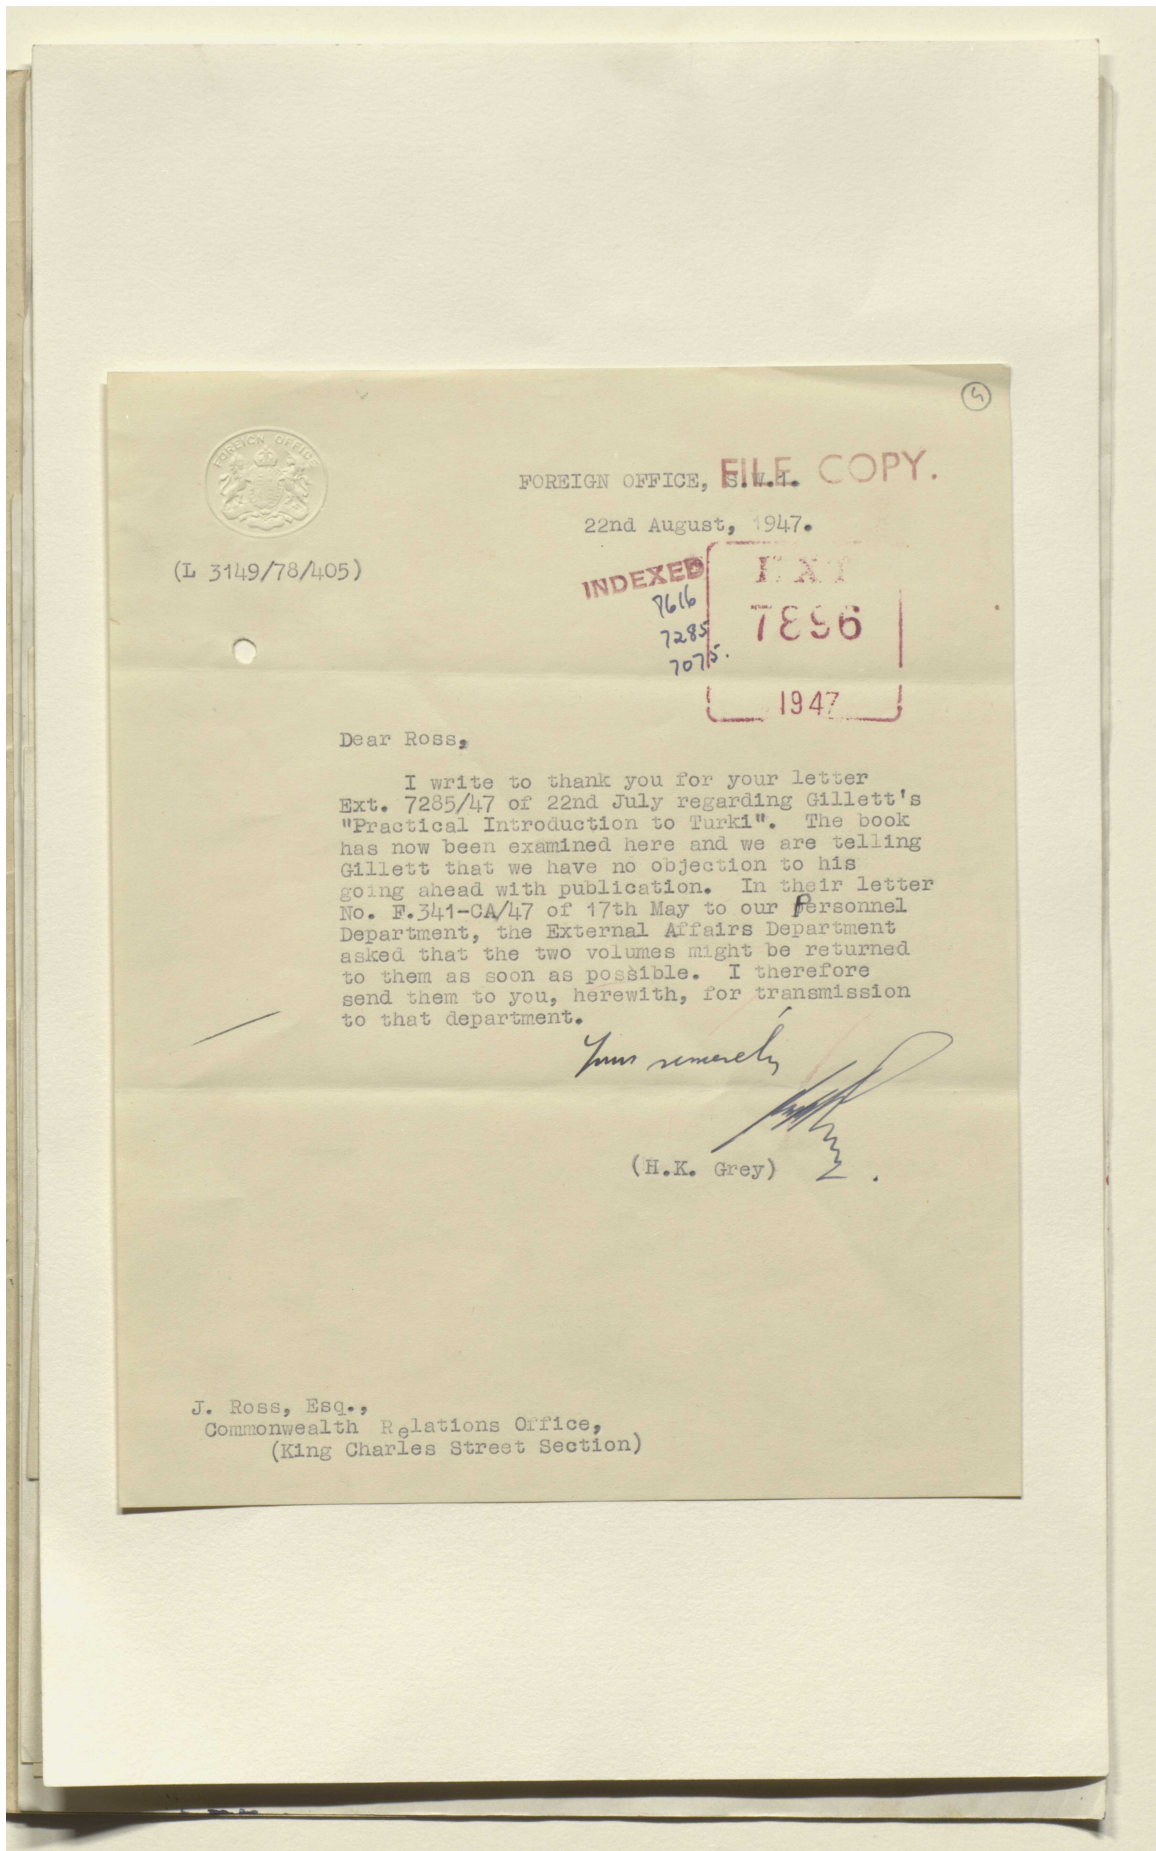 4
FOREIGN OFFICE
FOREIGN OFFICE, S.W.1.
FILE COPY.
22nd August, 1947.
(L 3149/78/405)
INDEXED
EXT
7896
1947
7616
7285
7075.
Dear Ross,
I write to thank you for your letter
Ext. 7285/47 of 22nd July regarding Gillett's
"Practical Introduction to Turki". The book
has now been examined here and we are telling
Gillett that we have no objection to his
going ahead with publication. In their letter
No. F.341-CA/47 of 17th May to our Personnel
Department, the External Affairs Department
asked that the two volumes might be returned
to them as soon as possible. I therefore
send them to you, herewith, for transmission
to that department.
Yours sincerely
(H.K. Grey)
J. Ross, Esq.,
Commonwealth Relations Office,
(King Charles Street Section)